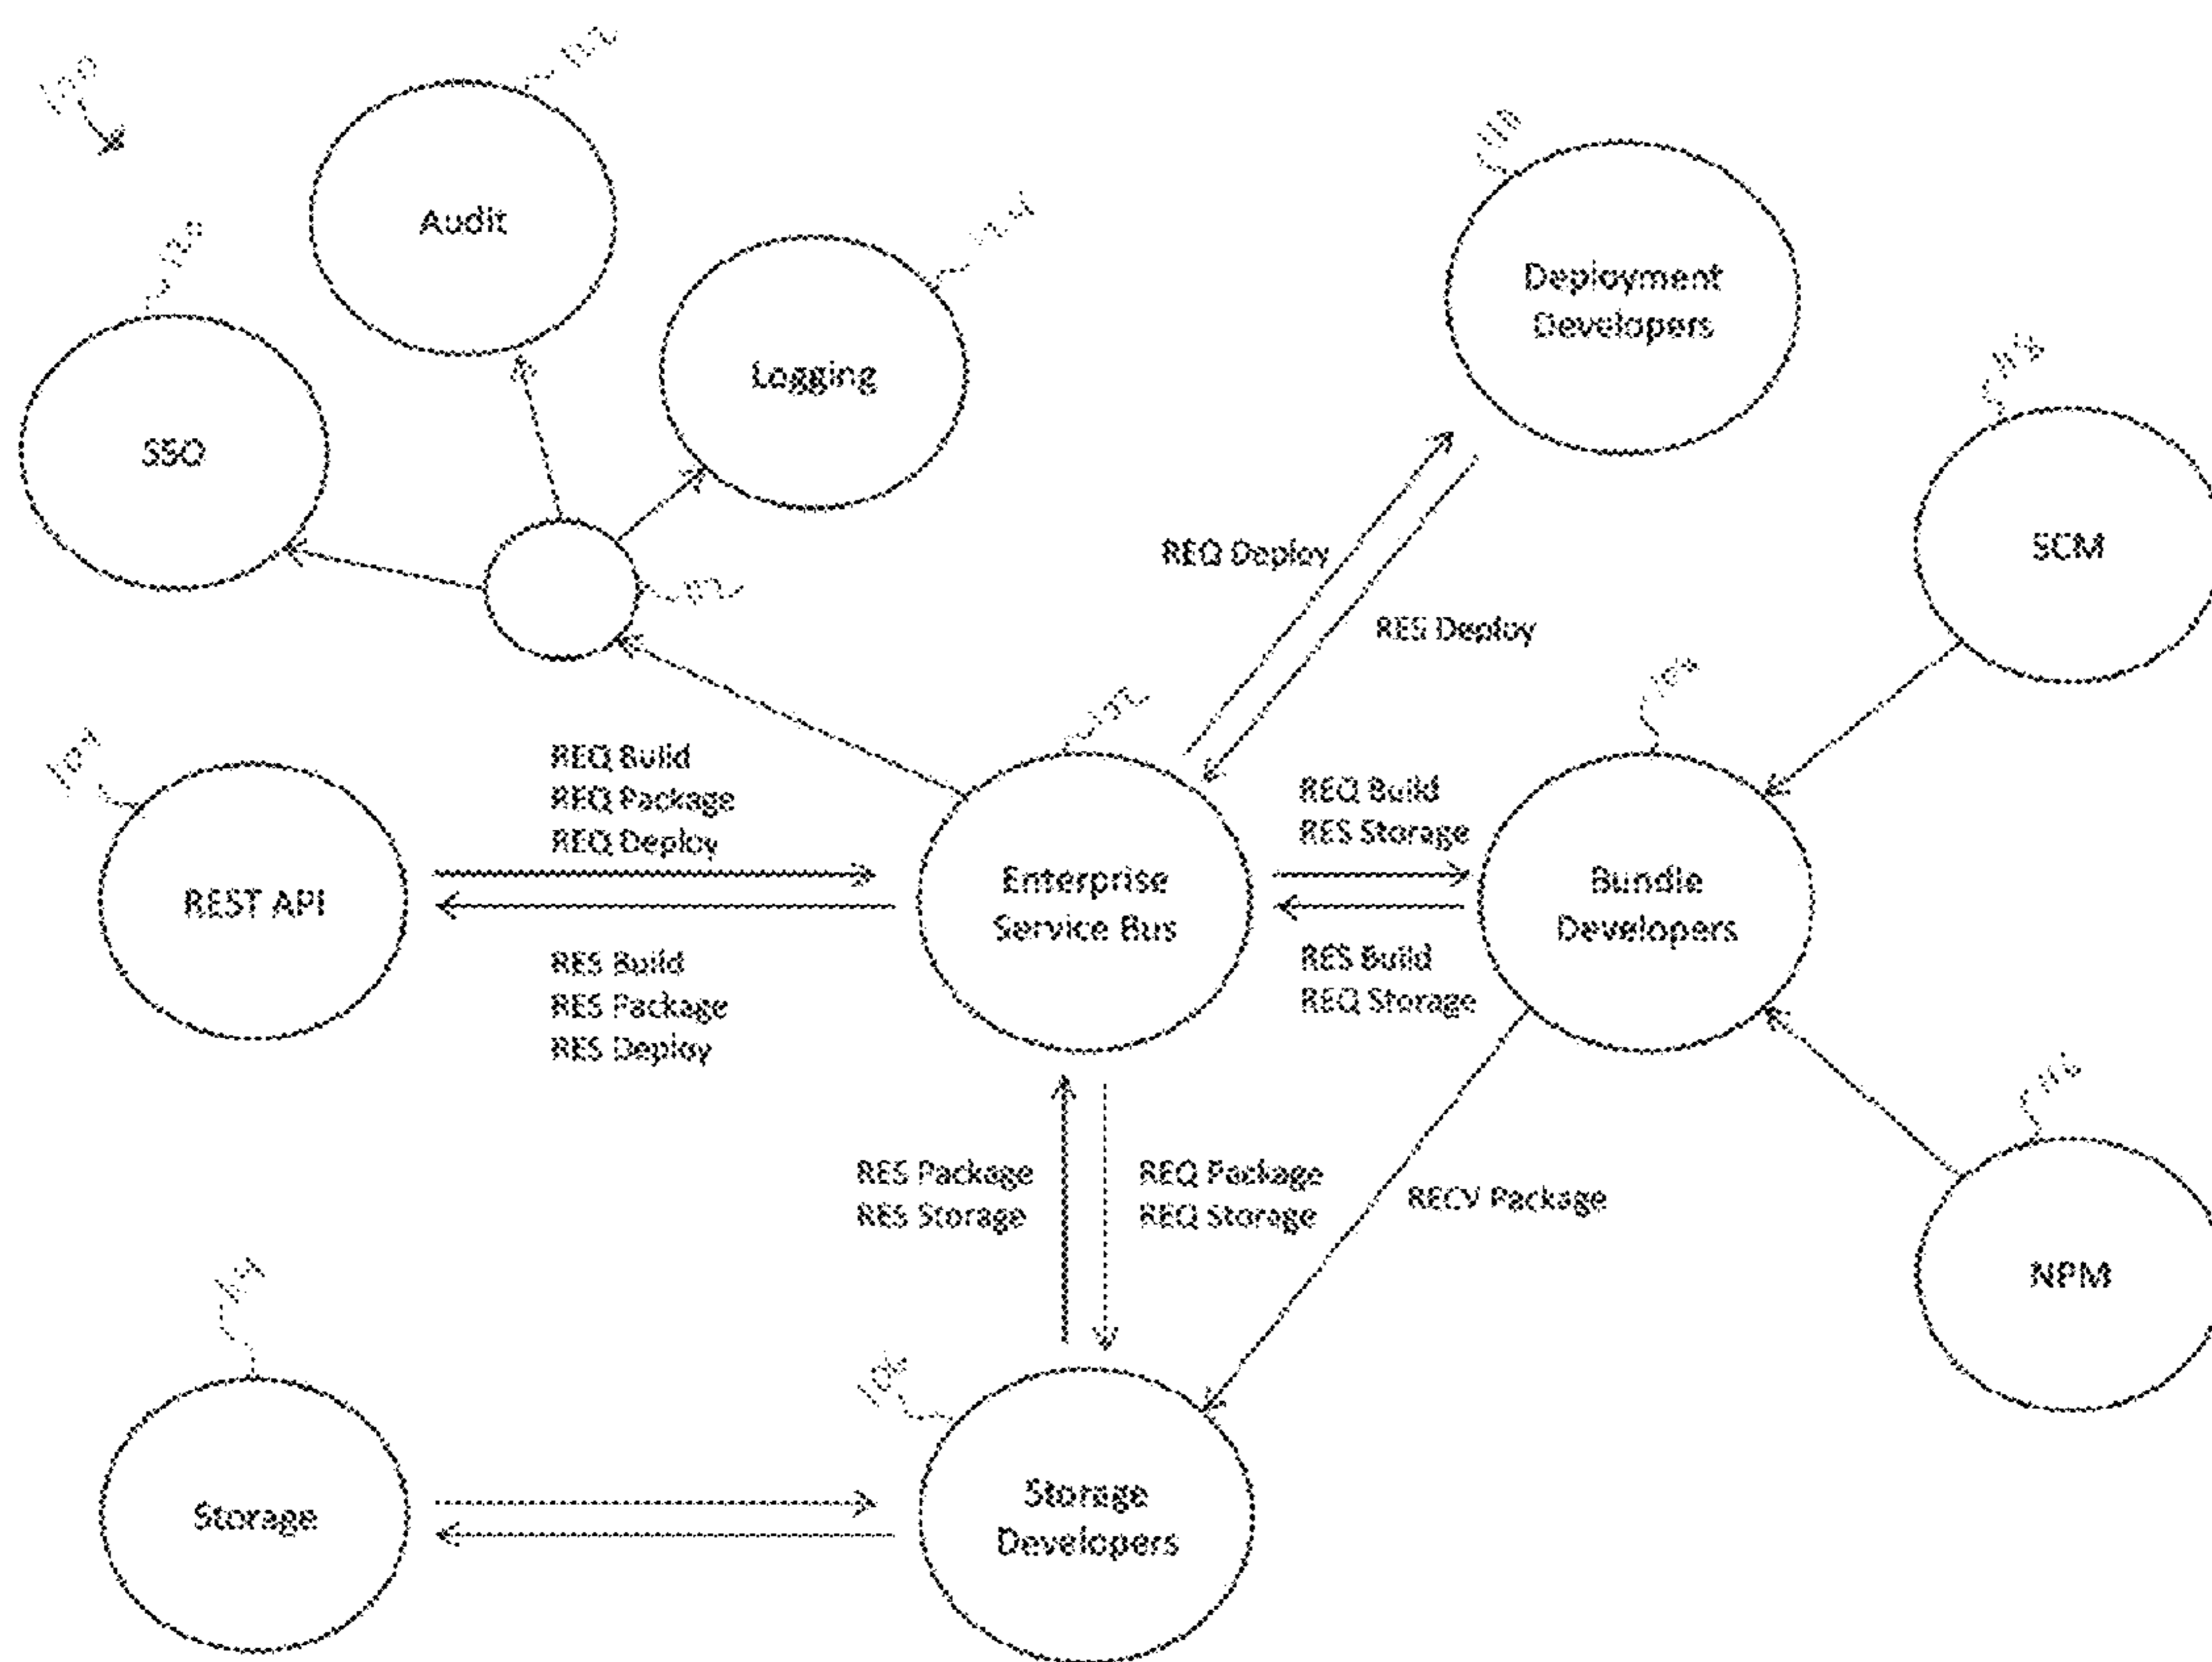 Audit
Logging
SSO
Deployment
Developers
SCM
REQ Deploy
RES Deploy
REQ Build
REQ Package
REQ Deploy
REST API
RES Build
RES Package
RES Deploy
Enterprise
Service Bus
REQ Build
RES Storage
RES Build
REQ Storage
Bundle
Developers
RES Package
RES Storage
REQ Package
REQ Storage
RECV Package
NPM
Storage
Storage
Developers